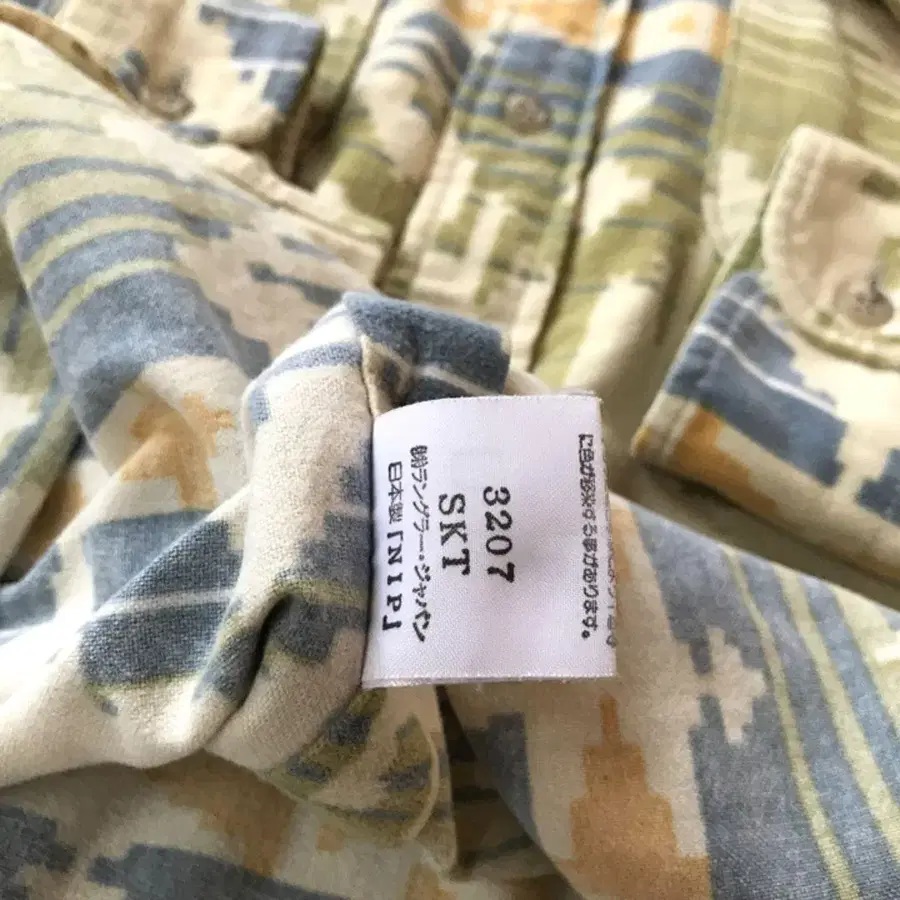 に色が移染する事があります。
3207
SKT
㈱ラングラー・ジャパン
日本製「NIP」